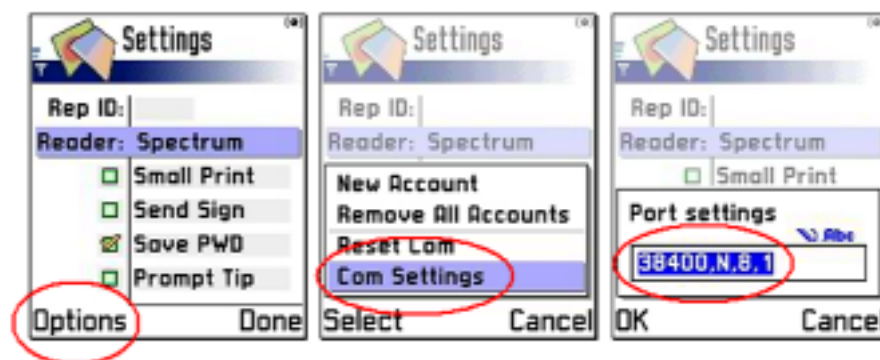 Settings
Rep ID:
Reader: Spectrum
Small Print
Send Sign
Save PWD
Prompt Tip
Options Done
Settings
Rep ID:
Reader: Spectrum
New Account
Remove All Accounts
Reset Com
Com Settings
Select Cancel
Settings
Rep ID:
Reader: Spectrum
Small Print
Port settings
Abc
38400,N,8,1
OK Cancel